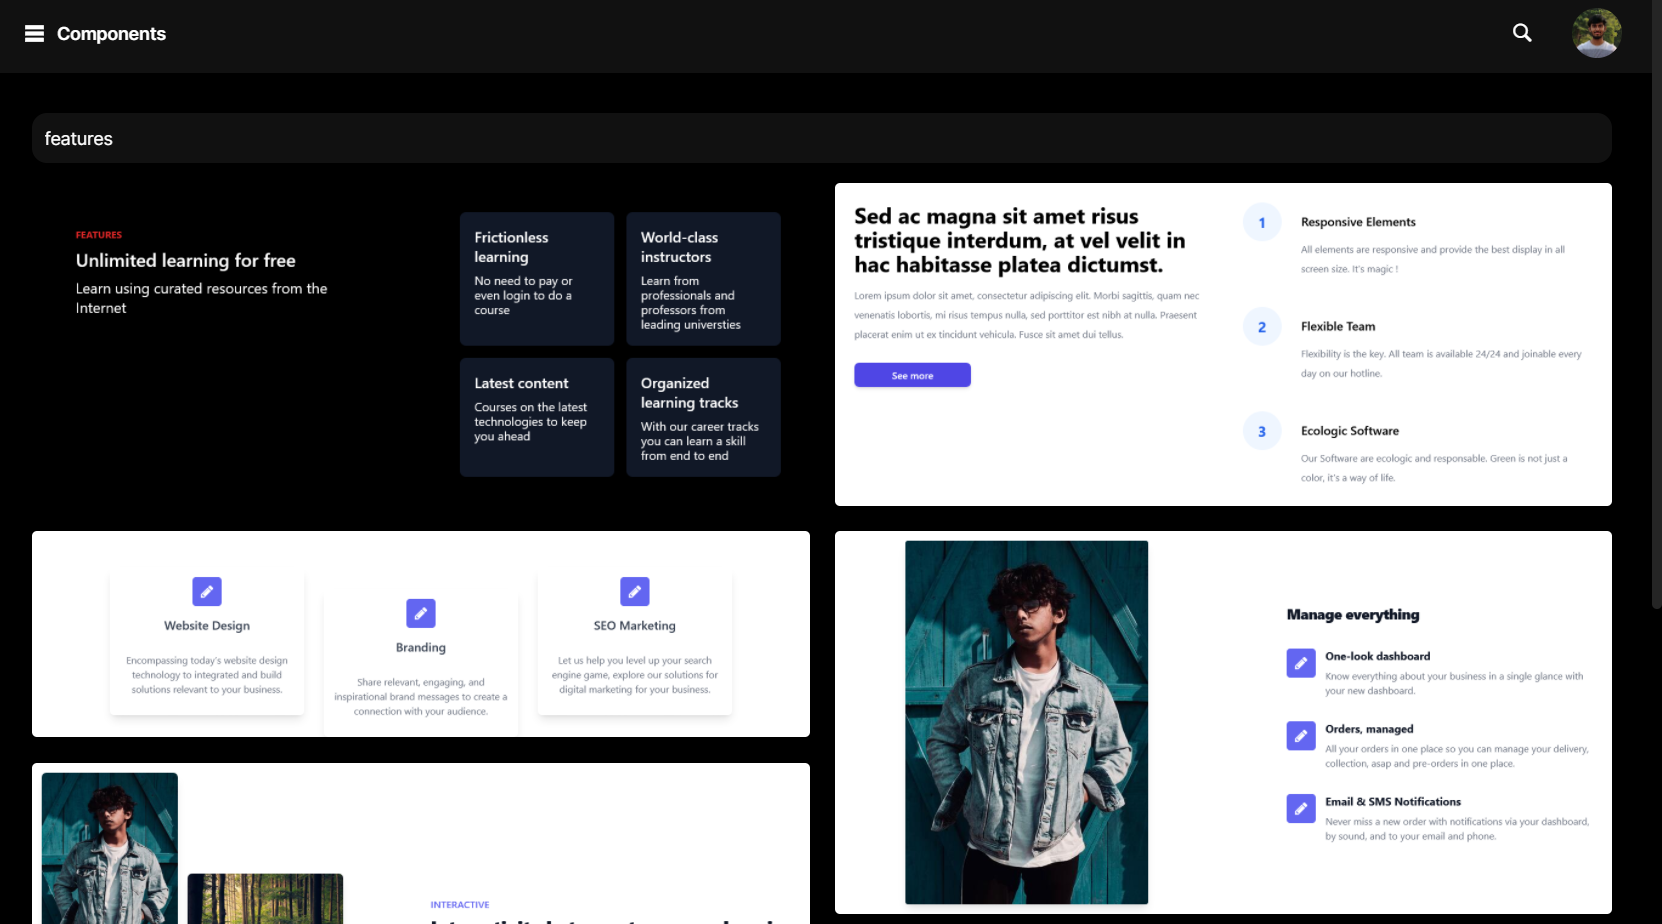 Components
features
FEATURES
Unlimited learning for free
Learn using curated resources from the
Internet
Frictionless
learning
No need to pay or
even login to do a
course
World-class
instructors
Learn from
professionals and
professors from
leading universties
Latest content
Courses on the latest
technologies to keep
you ahead
Organized
learning tracks
With our career tracks
you can learn a skill
from end to end
Sed ac magna sit amet risus
tristique interdum, at vel velit in
hac habitasse platea dictumst.
Lorem ipsum dolor sit amet, consectetur adipiscing elit. Morbi sagittis, quam nec
venenatis lobortis, mi risus tempus nulla, sed porttitor est nibh at nulla. Praesent
placerat enim ut ex tincidunt vehicula. Fusce sit amet dui tellus.
See more
1
Responsive Elements
All elements are responsive and provide the best display in all
screen size. It's magic !
2
Flexible Team
Flexibility is the key. All team is available 24/24 and joinable every
day on our hotline.
3
Ecologic Software
Our Software are ecologic and responsable. Green is not just a
color, it's a way of life.
Website Design
Encompassing today's website design
technology to integrated and build
solutions relevant to your business.
Branding
Share relevant, engaging, and
inspirational brand messages to create a
connection with your audience.
SEO Marketing
Let us help you level up your search
engine game, explore our solutions for
digital marketing for your business.
Manage everything
One-look dashboard
Know everything about your business in a single glance with
your new dashboard.
Orders, managed
All your orders in one place so you can manage your delivery,
collection, asap and pre-orders in one place.
Email & SMS Notifications
Never miss a new order with notifications via your dashboard,
by sound, and to your email and phone.
INTERACTIVE